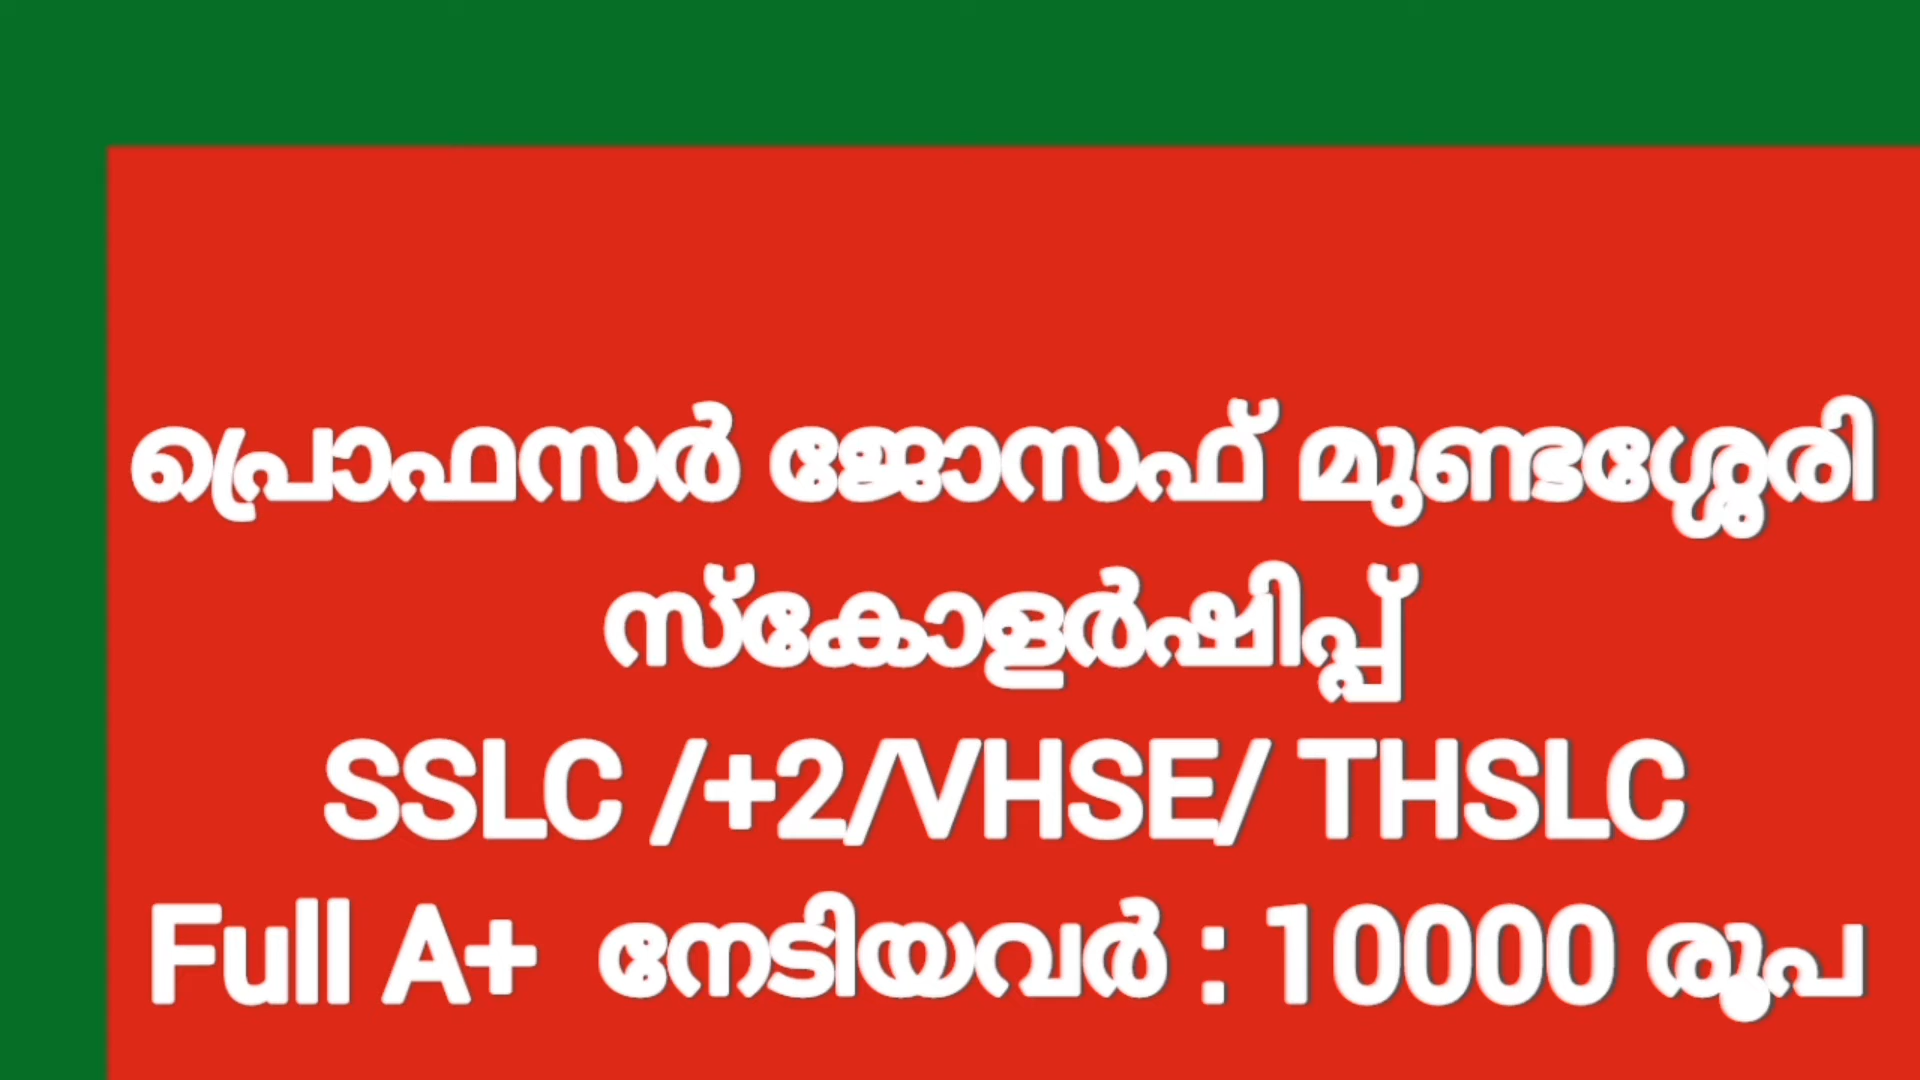 പ്രൊഫസർ ജോസഫ് മുണ്ടശ്ശേരി
സ്കോളർഷിപ്പ്
SSLC /+2/VHSE/ THSLC
Full A+ നേടിയവർ : 10000 രൂപ